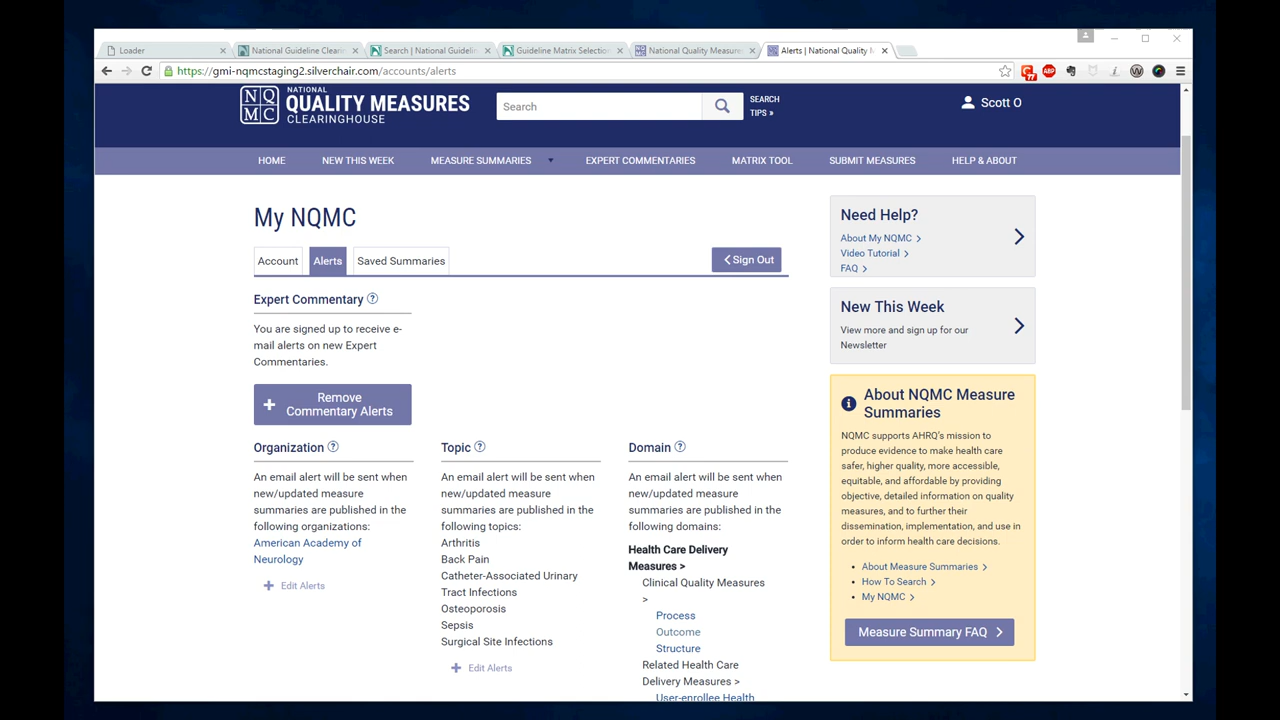 Loader
National Guideline Clearin
Search | National Guidelin
Guideline Matrix Selectio
National Quality Measure
Alerts | National Quality M
https://gmi-nqmcstaging2.silverchair.com/accounts/alerts
NQMC
NATIONAL
QUALITY MEASURES
CLEARINGHOUSE
Search
SEARCH
TIPS »
Scott O
HOME
NEW THIS WEEK
MEASURE SUMMARIES
EXPERT COMMENTARIES
MATRIX TOOL
SUBMIT MEASURES
HELP & ABOUT
My NQMC
Account
Alerts
Saved Summaries
Sign Out
Expert Commentary ?
You are signed up to receive e-
mail alerts on new Expert
Commentaries.
Remove
Commentary Alerts
Organization ?
An email alert will be sent when
new/updated measure
summaries are published in the
following organizations:
American Academy of
Neurology
Edit Alerts
Topic ?
An email alert will be sent when
new/updated measure
summaries are published in the
following topics:
Arthritis
Back Pain
Catheter-Associated Urinary
Tract Infections
Osteoporosis
Sepsis
Surgical Site Infections
Edit Alerts
Domain ?
An email alert will be sent when
new/updated measure
summaries are published in the
following domains:
Health Care Delivery
Measures >
Clinical Quality Measures
>
Process
Outcome
Structure
Related Health Care
Delivery Measures >
User-enrollee Health
Need Help?
About My NQMC
Video Tutorial
FAQ
New This Week
View more and sign up for our
Newsletter
About NQMC Measure
Summaries
NQMC supports AHRQ's mission to
produce evidence to make health care
safer, higher quality, more accessible,
equitable, and affordable by providing
objective, detailed information on quality
measures, and to further their
dissemination, implementation, and use in
order to inform health care decisions.
About Measure Summaries
How To Search
My NQMC
Measure Summary FAQ